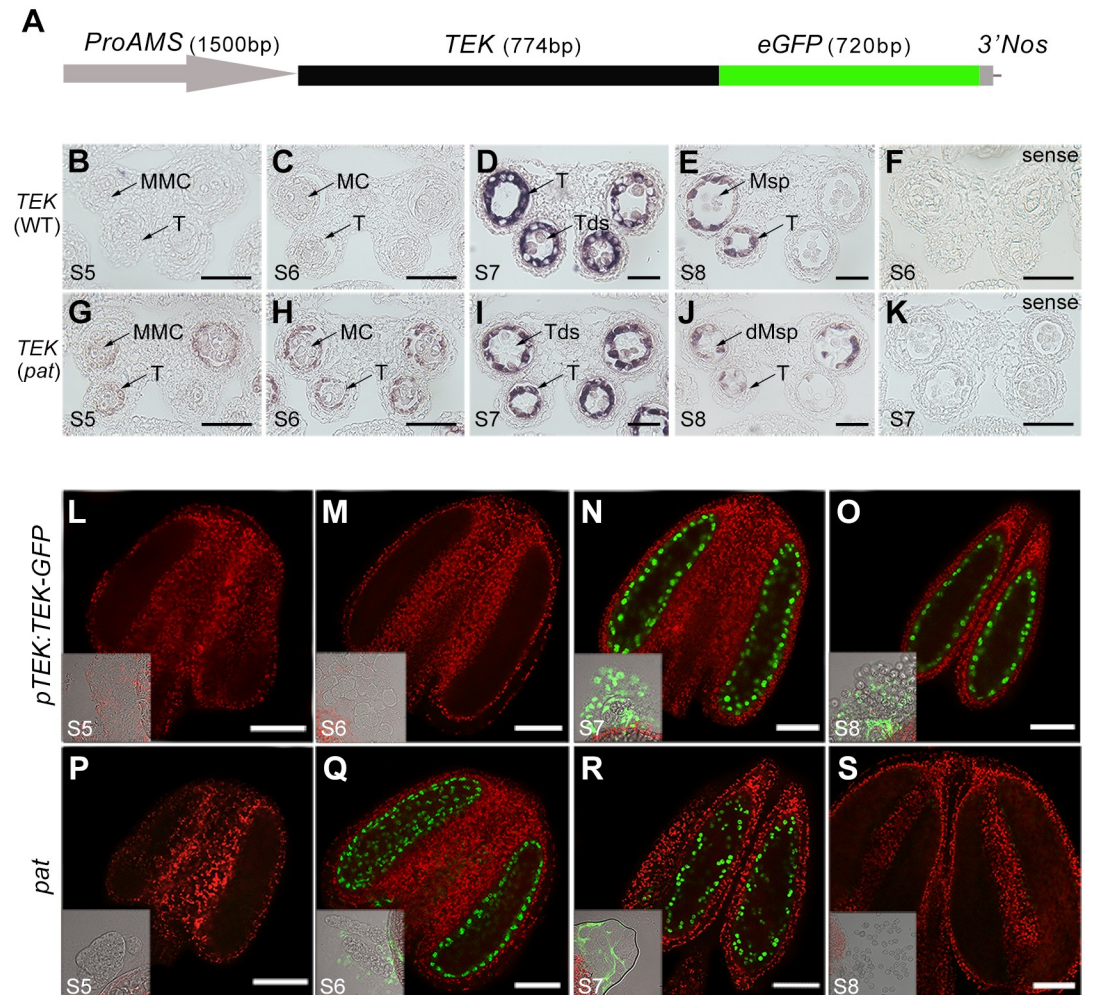 A
ProAMS (1500bp) TEK (774bp) eGFP (720bp) 3'Nos
TEK
(WT)
B MMC T S5
C MC T S6
D T Tds S7
E Msp T S8
F sense S6
TEK
(pat)
G MMC T S5
H MC T S6
I Tds T S7
J dMsp T S8
K sense S7
pTEK:TEK-GFP
L S5
M S6
N S7
O S8
pat
P S5
Q S6
R S7
S S8